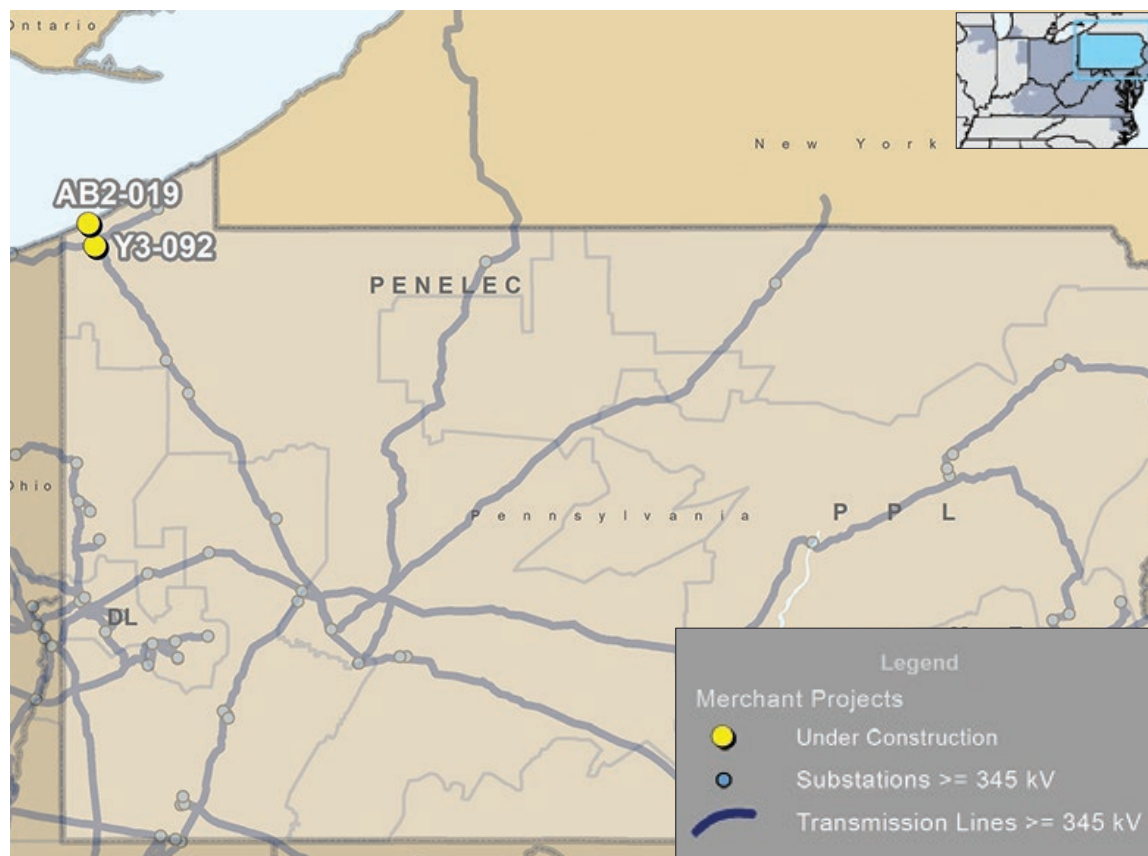 Ontario
New York
AB2-019
Y3-092
PENELEC
Ohio
Pennsylvania
PPL
DL
Legend
Merchant Projects
Under Construction
Substations >= 345 kV
Transmission Lines >= 345 kV